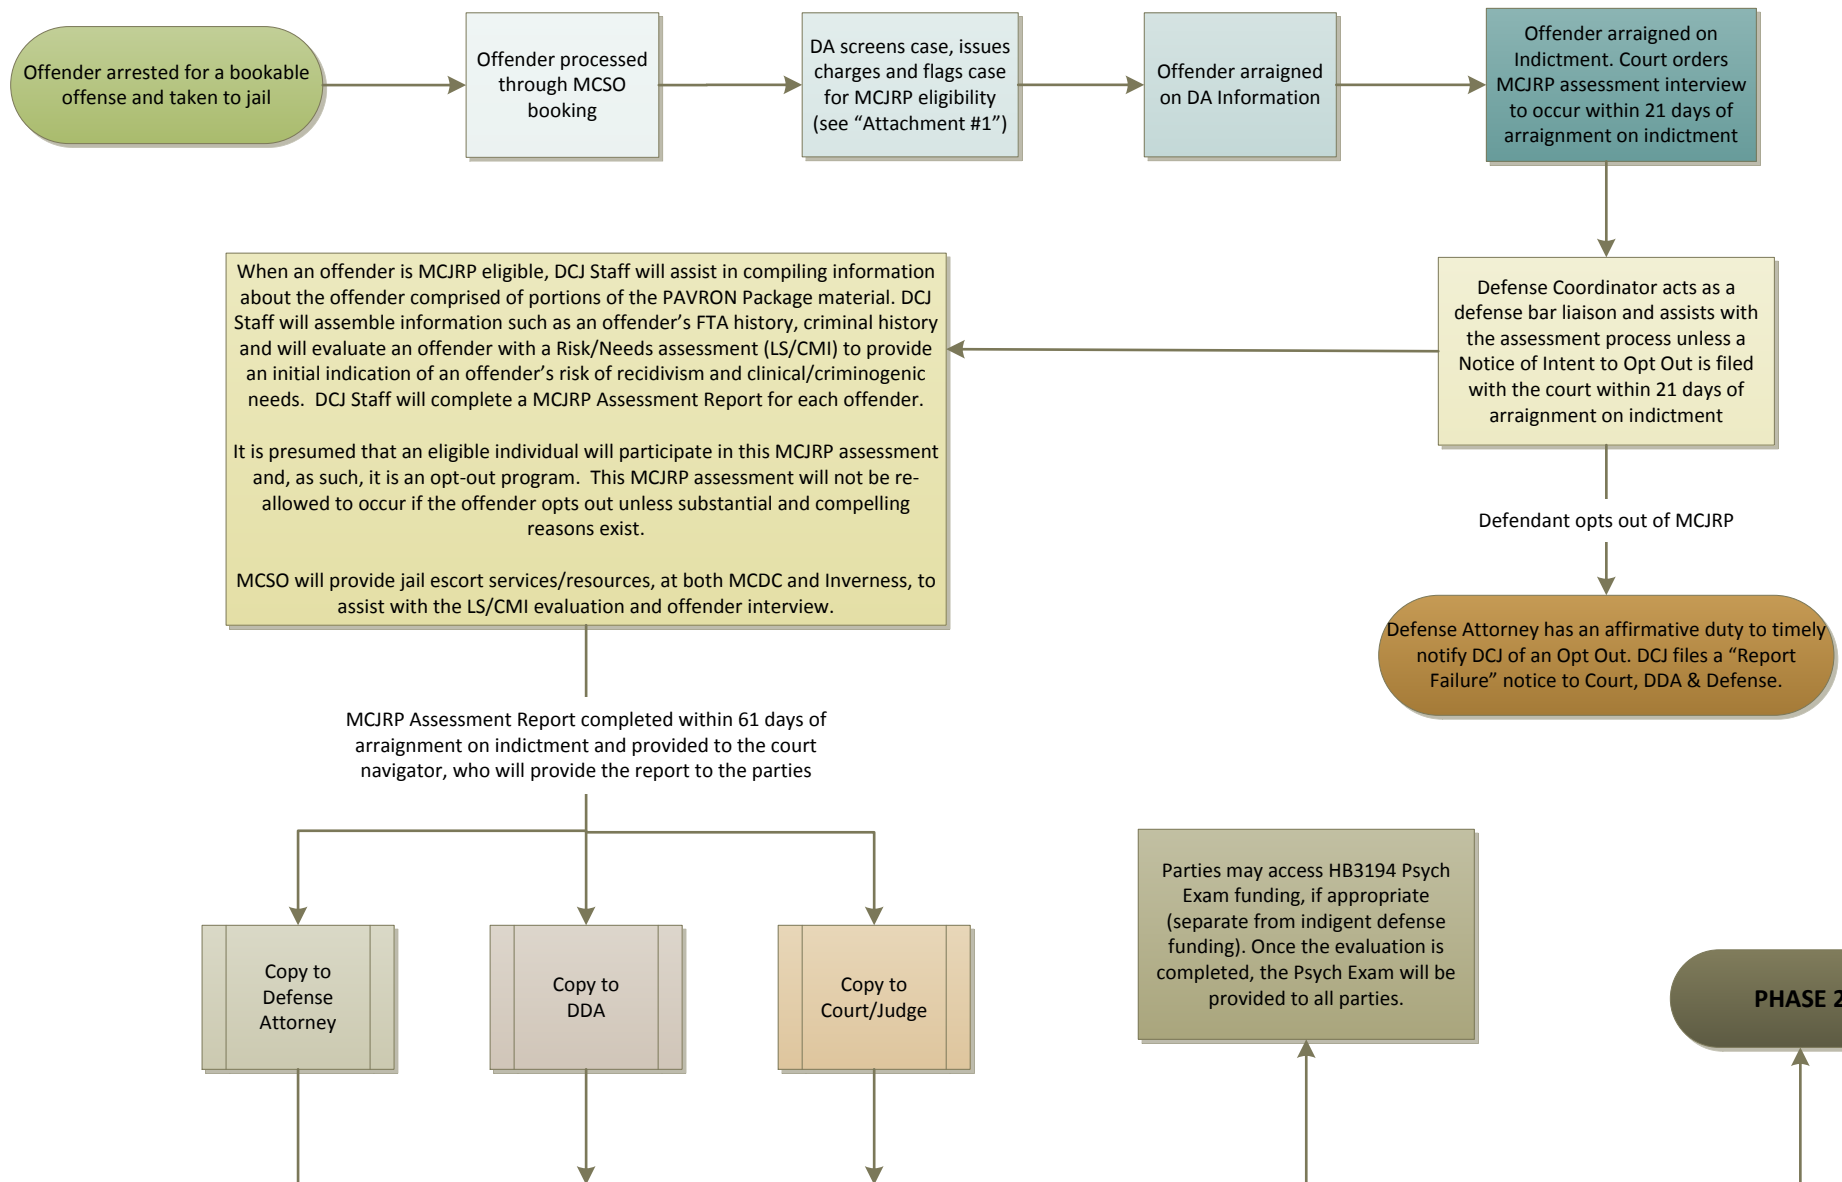 Offender arrested for a bookable
offense and taken to jail
Offender processed
through MCSO
booking
DA screens case, issues
charges and flags case
for MCJRP eligibility
(see “Attachment #1”)
Offender arraigned
on DA Information
Offender arraigned on
Indictment. Court orders
MCJRP assessment interview
to occur within 21 days of
arraignment on indictment
When an offender is MCJRP eligible, DCJ Staff will assist in compiling information
about the offender comprised of portions of the PAVRON Package material. DCJ
Staff will assemble information such as an offender’s FTA history, criminal history
and will evaluate an offender with a Risk/Needs assessment (LS/CMI) to provide
an initial indication of an offender’s risk of recidivism and clinical/criminogenic
needs.  DCJ Staff will complete a MCJRP Assessment Report for each offender.
It is presumed that an eligible individual will participate in this MCJRP assessment
and, as such, it is an opt-out program.  This MCJRP assessment will not be re-
allowed to occur if the offender opts out unless substantial and compelling
reasons exist.
MCSO will provide jail escort services/resources, at both MCDC and Inverness, to
assist with the LS/CMI evaluation and offender interview.
Defense Coordinator acts as a
defense bar liaison and assists with
the assessment process unless a
Notice of Intent to Opt Out is filed
with the court within 21 days of
arraignment on indictment
Defendant opts out of MCJRP
Defense Attorney has an affirmative duty to timely
notify DCJ of an Opt Out. DCJ files a “Report
Failure” notice to Court, DDA & Defense.
MCJRP Assessment Report completed within 61 days of
arraignment on indictment and provided to the court
navigator, who will provide the report to the parties
Copy to
Defense
Attorney
Copy to
DDA
Copy to
Court/Judge
Parties may access HB3194 Psych
Exam funding, if appropriate
(separate from indigent defense
funding). Once the evaluation is
completed, the Psych Exam will be
provided to all parties.
PHASE 2